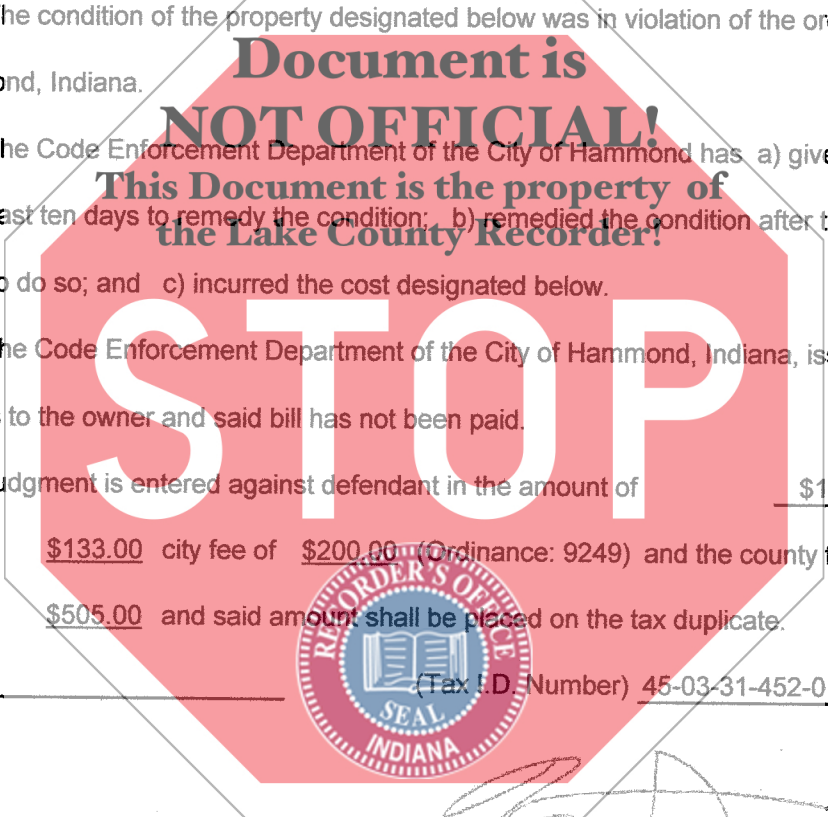 he condition of the property designated below was in violation of the or
Document is
ond, Indiana.
NOT OFFICIAL!
he Code Enforcement Department of the City of Hammond has a) give
This Document is the property of
ast ten days to remedy the condition; b) remedied the condition after t
the Lake County Recorder!
o do so; and c) incurred the cost designated below.
STOP
he Code Enforcement Department of the City of Hammond, Indiana, is
to the owner and said bill has not been paid.
udgment is entered against defendant in the amount of $1
$133.00 city fee of $200.00 (Ordinance: 9249) and the county
$505.00 and said amount shall be placed on the tax duplicate.
RECORDER'S OFFICE
(Tax I.D. Number) 45-03-31-452-0
SEAL
INDIANA